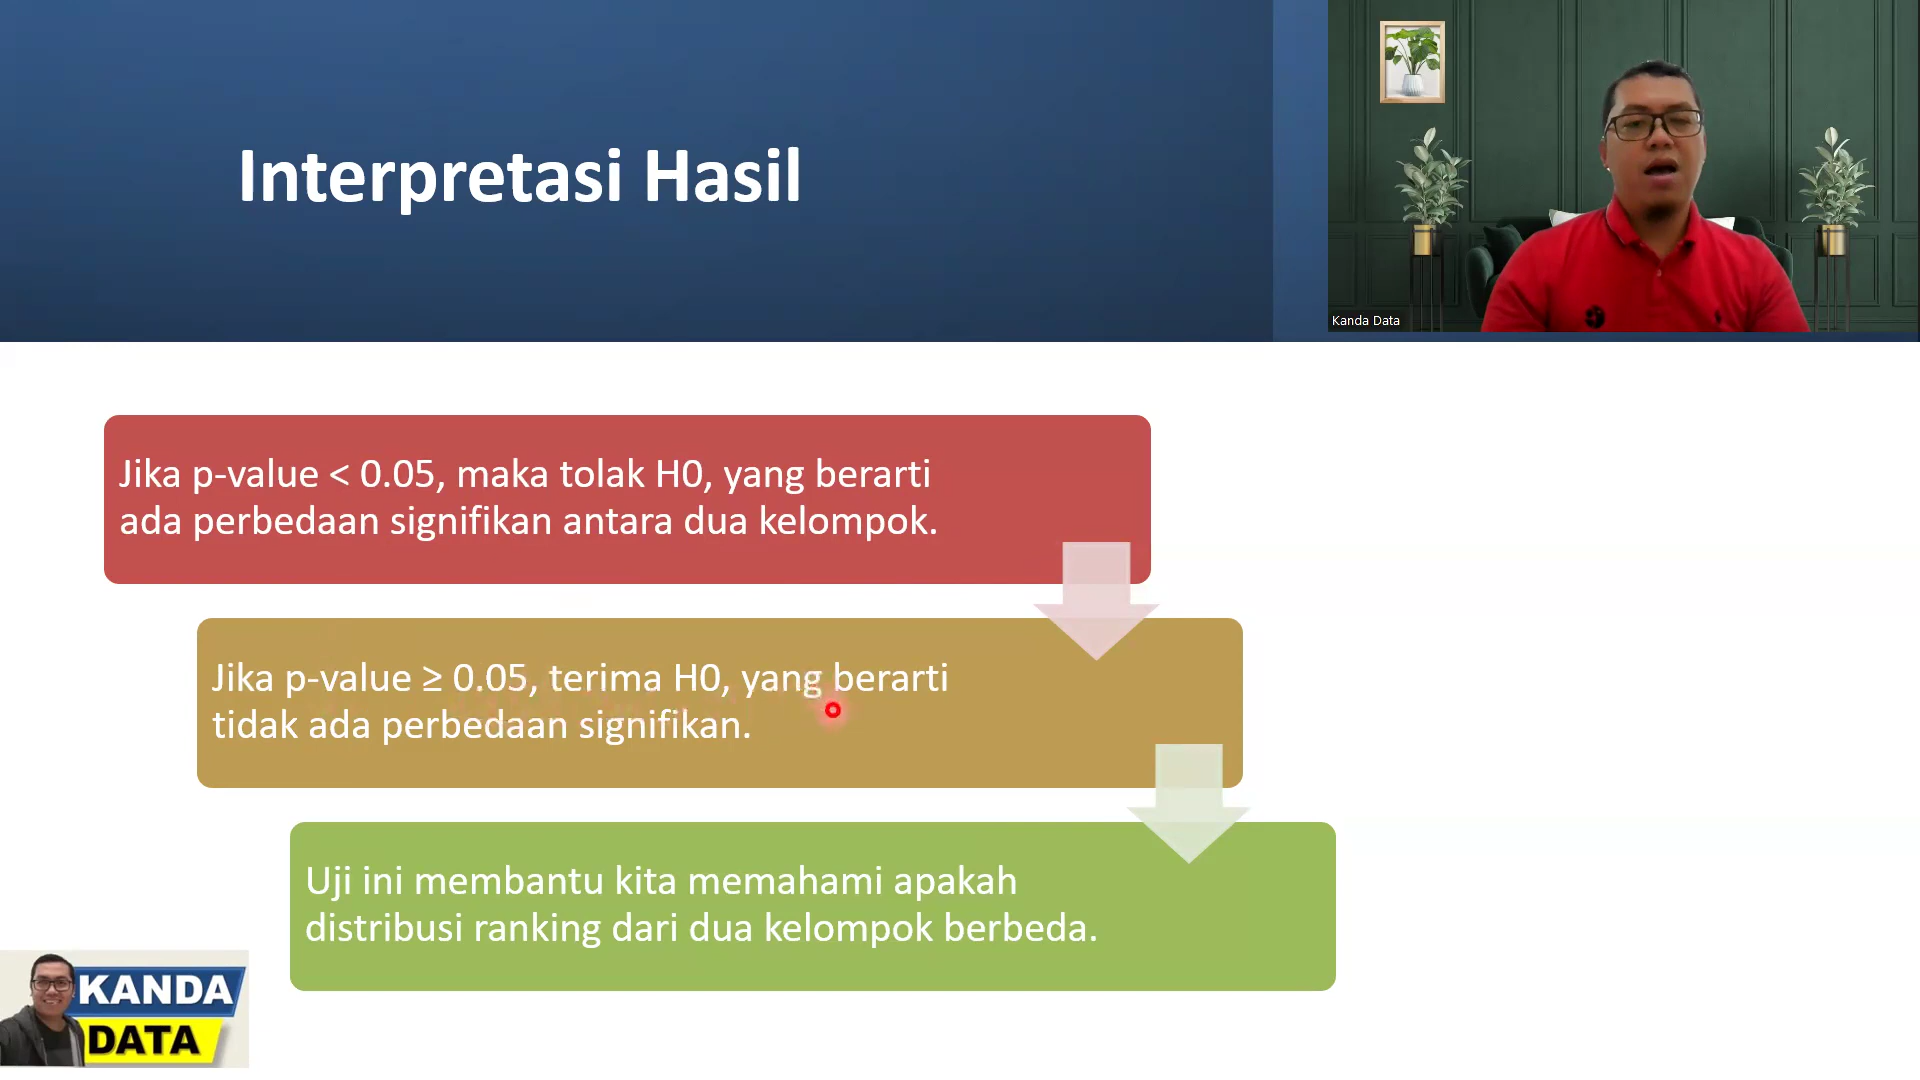 Interpretasi Hasil
Kanda Data
Jika p-value < 0.05, maka tolak H0, yang berarti
ada perbedaan signifikan antara dua kelompok.
Jika p-value ≥ 0.05, terima H0, yang berarti
tidak ada perbedaan signifikan.
Uji ini membantu kita memahami apakah
distribusi ranking dari dua kelompok berbeda.
KANDA
DATA